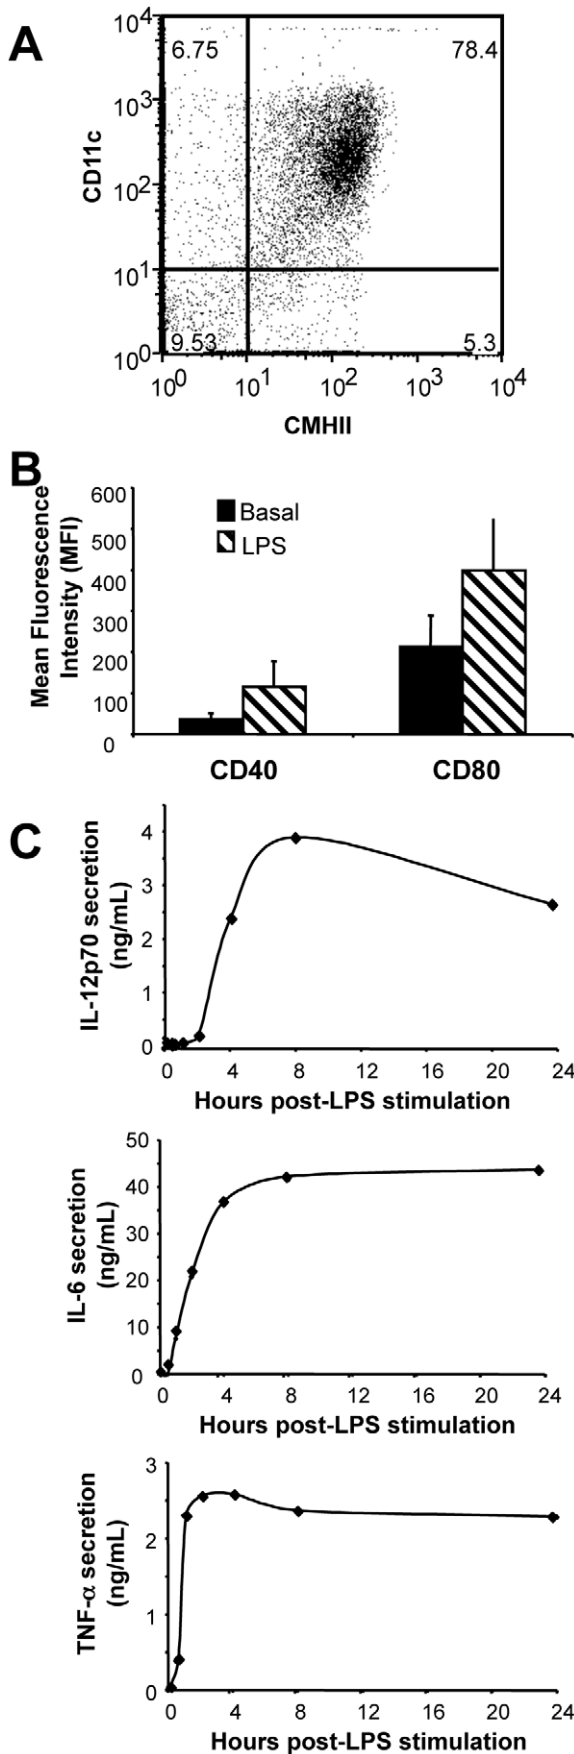 A
10⁴
6.75
78.4
10³
CD11c
10²
10¹
9.53
5.3
10⁰
10⁰ 10¹ 10² 10³ 10⁴
CMHII
B
Mean Fluorescence
Intensity (MFI)
600
500
400
300
200
100
0
Basal
LPS
CD40 CD80
C
IL-12p70 secretion
(ng/mL)
4
3
2
1
0
0 4 8 12 16 20 24
Hours post-LPS stimulation
IL-6 secretion
(ng/mL)
50
40
30
20
10
0
0 4 8 12 16 20 24
Hours post-LPS stimulation
TNF-α secretion
(ng/mL)
3
2
1
0
0 4 8 12 16 20 24
Hours post-LPS stimulation